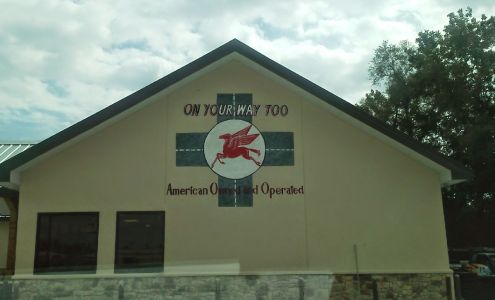 ON YOUR WAY TOO
American Owned and Operated